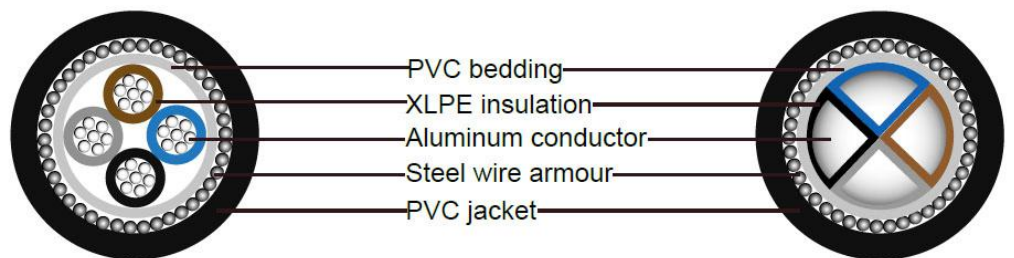 PVC bedding
XLPE insulation
Aluminum conductor
Steel wire armour
PVC jacket